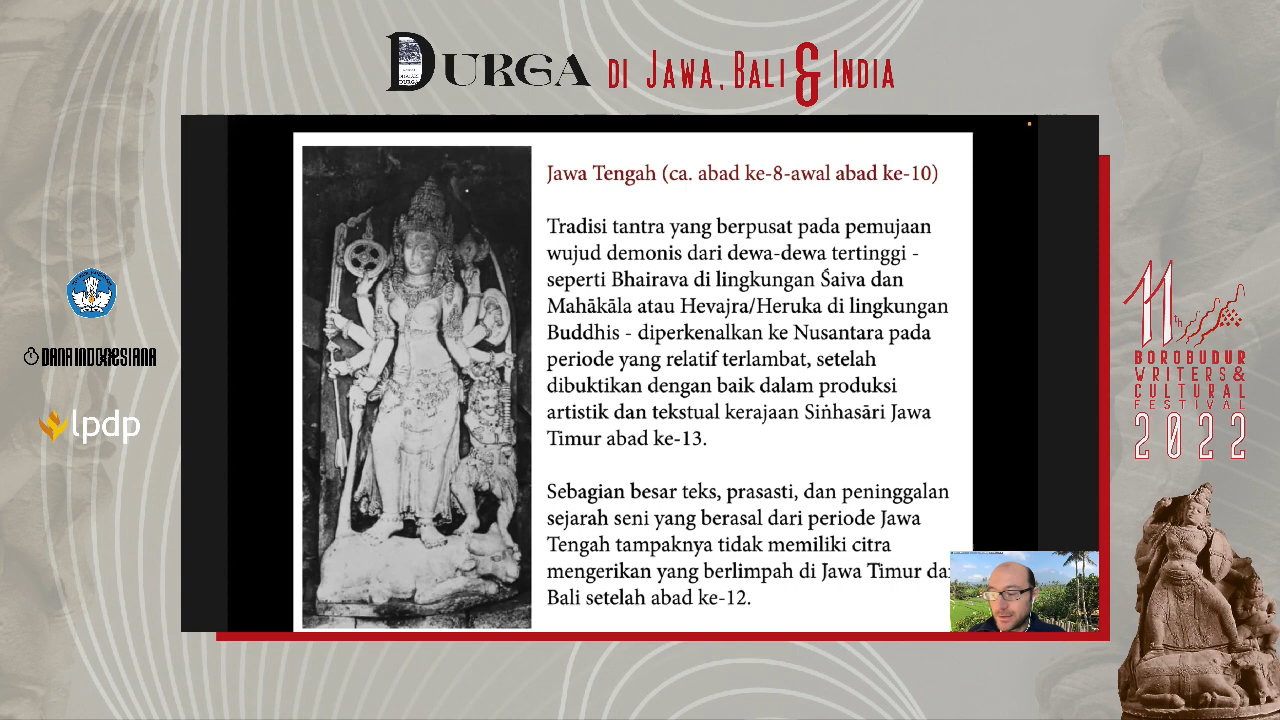 DURGA DI JAWA, BALI & INDIA
Jawa Tengah (ca. abad ke-8-awal abad ke-10)
Tradisi tantra yang berpusat pada pemujaan
wujud demonis dari dewa-dewa tertinggi -
seperti Bhairava di lingkungan Śaiva dan
Mahākāla atau Hevajra/Heruka di lingkungan
Buddhis - diperkenalkan ke Nusantara pada
periode yang relatif terlambat, setelah
dibuktikan dengan baik dalam produksi
artistik dan tekstual kerajaan Siṅhasāri Jawa
Timur abad ke-13.
Sebagian besar teks, prasasti, dan peninggalan
sejarah seni yang berasal dari periode Jawa
Tengah tampaknya tidak memiliki citra
mengerikan yang berlimpah di Jawa Timur da
Bali setelah abad ke-12.
DANA INDONESIANA
lpdp
11th
BOROBUDUR
WRITERS &
CULTURAL
FESTIVAL
2022